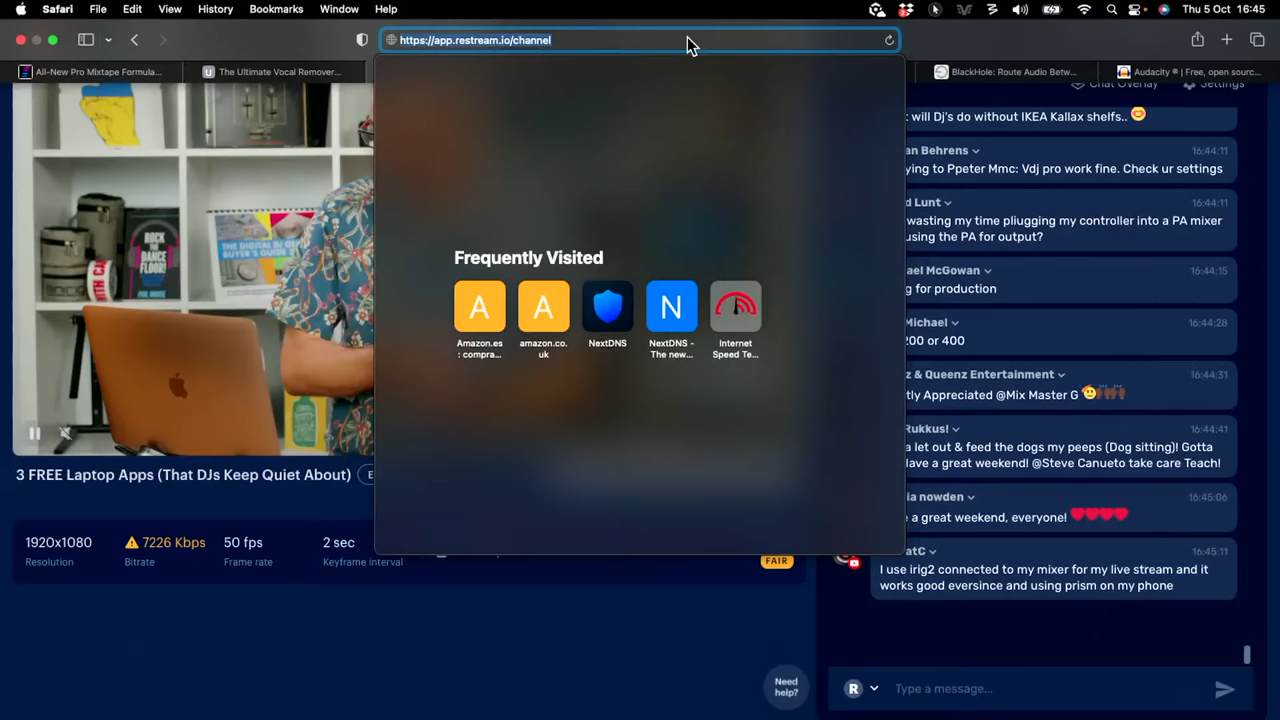 Safari File Edit View History Bookmarks Window Help
Thu 5 Oct 16:45
https://app.restream.io/channel
All-New Pro Mixtape Formula...
The Ultimate Vocal Remover...
BlackHole: Route Audio Betw...
Audacity ® | Free, open sourc...
Chat Overlay
Settings
will Dj's do without IKEA Kallax shelfs..
an Behrens
16:44:11
ying to Ppeter Mmc: Vdj pro work fine. Check ur settings
d Lunt
16:44:11
wasting my time pliugging my controller into a PA mixer
using the PA for output?
ael McGowan
16:44:15
g for production
Michael
16:44:28
200 or 400
z & Queenz Entertainment
16:44:31
tly Appreciated @Mix Master G
Rukkus!
16:44:41
a let out & feed the dogs my peeps (Dog sitting)! Gotta
ave a great weekend! @Steve Canueto take care Teach!
ia nowden
16:45:06
e a great weekend, everyone!
atC
16:45:11
I use irig2 connected to my mixer for my live stream and it
works good eversince and using prism on my phone
R
Type a message...
Frequently Visited
A A N
Amazon.es
: compra...
amazon.co.
uk
NextDNS
NextDNS -
The new...
Internet
Speed Te...
ROCK
THE
DANCE
FLOOR!
3 FREE Laptop Apps (That DJs Keep Quiet About)
E
1920x1080
Resolution
7226 Kbps
Bitrate
50 fps
Frame rate
2 sec
Keyframe interval
FAIR
Need
help?